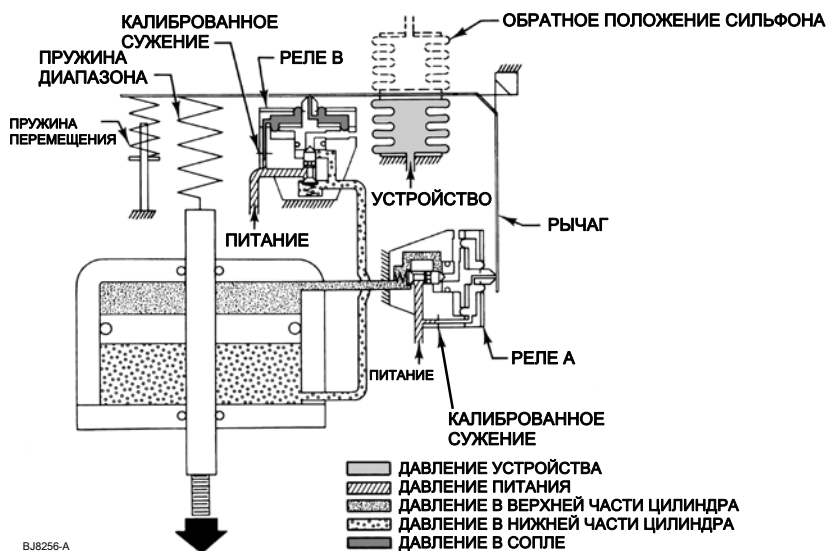 КАЛИБРОВАННОЕ
СУЖЕНИЕ
ОБРАТНОЕ ПОЛОЖЕНИЕ СИЛЬФОНА
РЕЛЕ В
ПРУЖИНА
ДИАПАЗОНА
ПРУЖИНА
ПЕРЕМЕЩЕНИЯ
УСТРОЙСТВО
РЫЧАГ
ПИТАНИЕ
РЕЛЕ А
ПИТАНИЕ
КАЛИБРОВАННОЕ
СУЖЕНИЕ
ДАВЛЕНИЕ УСТРОЙСТВА
ДАВЛЕНИЕ ПИТАНИЯ
ДАВЛЕНИЕ В ВЕРХНЕЙ ЧАСТИ ЦИЛИНДРА
ДАВЛЕНИЕ В НИЖНЕЙ ЧАСТИ ЦИЛИНДРА
ДАВЛЕНИЕ В СОПЛЕ
BJ8256-A